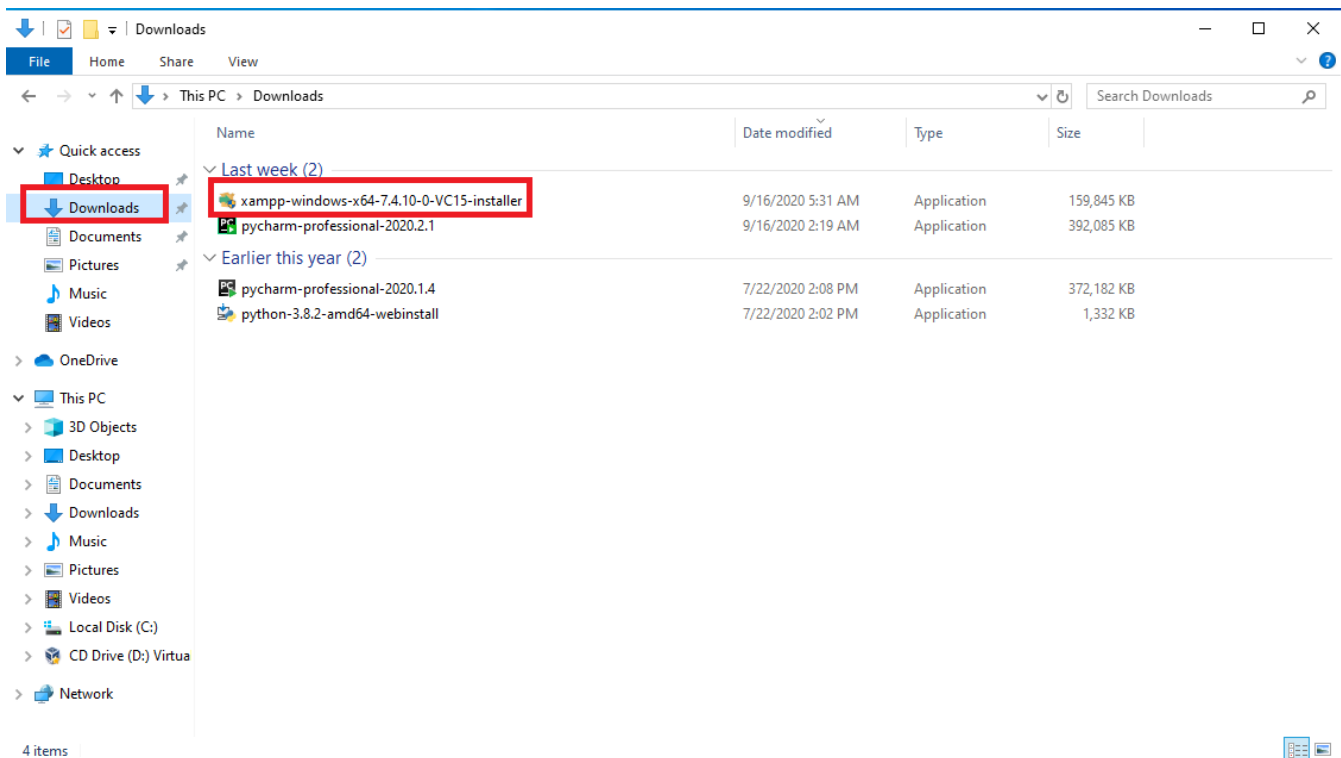 Downloads
File Home Share View
This PC > Downloads
Search Downloads
Name Date modified Type Size
Quick access
Desktop
Downloads
Documents
Pictures
Music
Videos
OneDrive
This PC
3D Objects
Desktop
Documents
Downloads
Music
Pictures
Videos
Local Disk (C:)
CD Drive (D:) Virtua
Network
Last week (2)
xampp-windows-x64-7.4.10-0-VC15-installer 9/16/2020 5:31 AM Application 159,845 KB
pycharm-professional-2020.2.1 9/16/2020 2:19 AM Application 392,085 KB
Earlier this year (2)
pycharm-professional-2020.1.4 7/22/2020 2:08 PM Application 372,182 KB
python-3.8.2-amd64-webinstall 7/22/2020 2:02 PM Application 1,332 KB
4 items